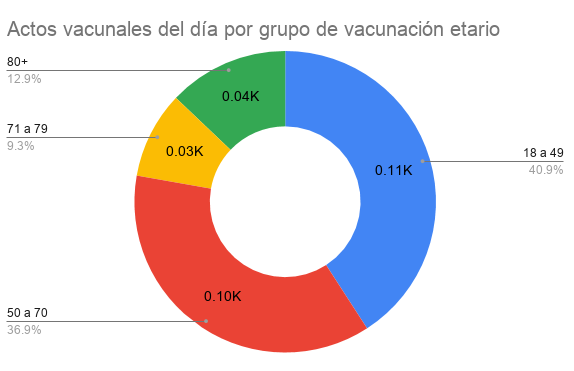 Actos vacunales del día por grupo de vacunación etario
80+
12.9%
0.04K
71 a 79
9.3%
0.03K
18 a 49
40.9%
0.11K
50 a 70
36.9%
0.10K